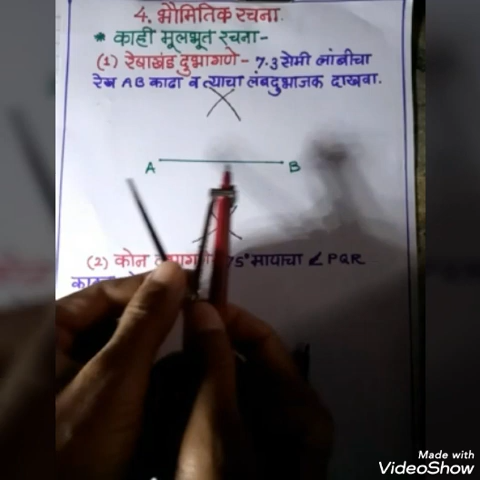 4. भौमितिक रचना.
* काही मूलभूत रचना-
(1) रेषाखंड दुभागणे- 7.3 सेमी लांबीचा
रेख AB काढा व त्याचा लंबदुभाजक दाखवा.
A B
(2) कोन 75° मापाचा ∠PQR
Made with
VideoShow